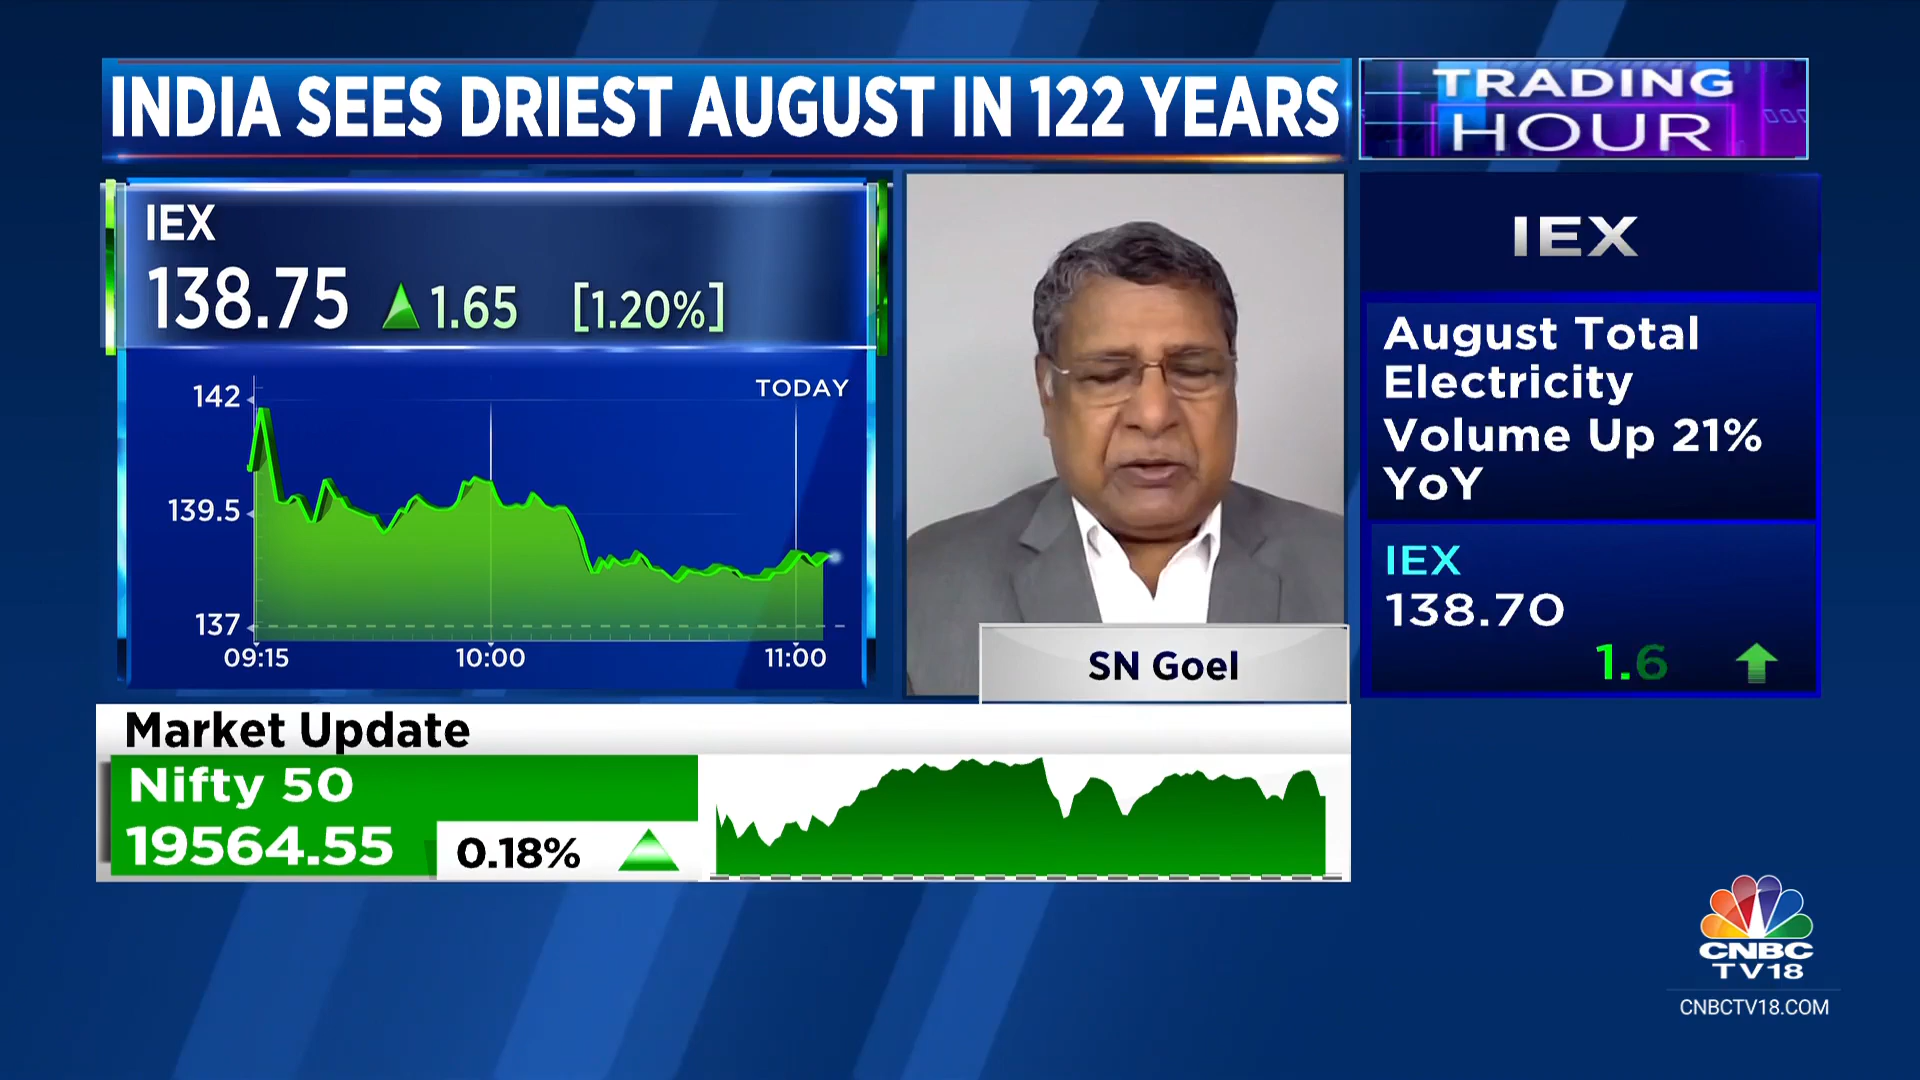 INDIA SEES DRIEST AUGUST IN 122 YEARS
TRADING
HOUR
IEX
138.75 ▲ 1.65 [1.20%]
TODAY
142
139.5
137
09:15 10:00 11:00
SN Goel
IEX
August Total
Electricity
Volume Up 21%
YoY
IEX
138.70
1.6
Market Update
Nifty 50
19564.55
0.18%
CNBC
TV18
CNBCTV18.COM